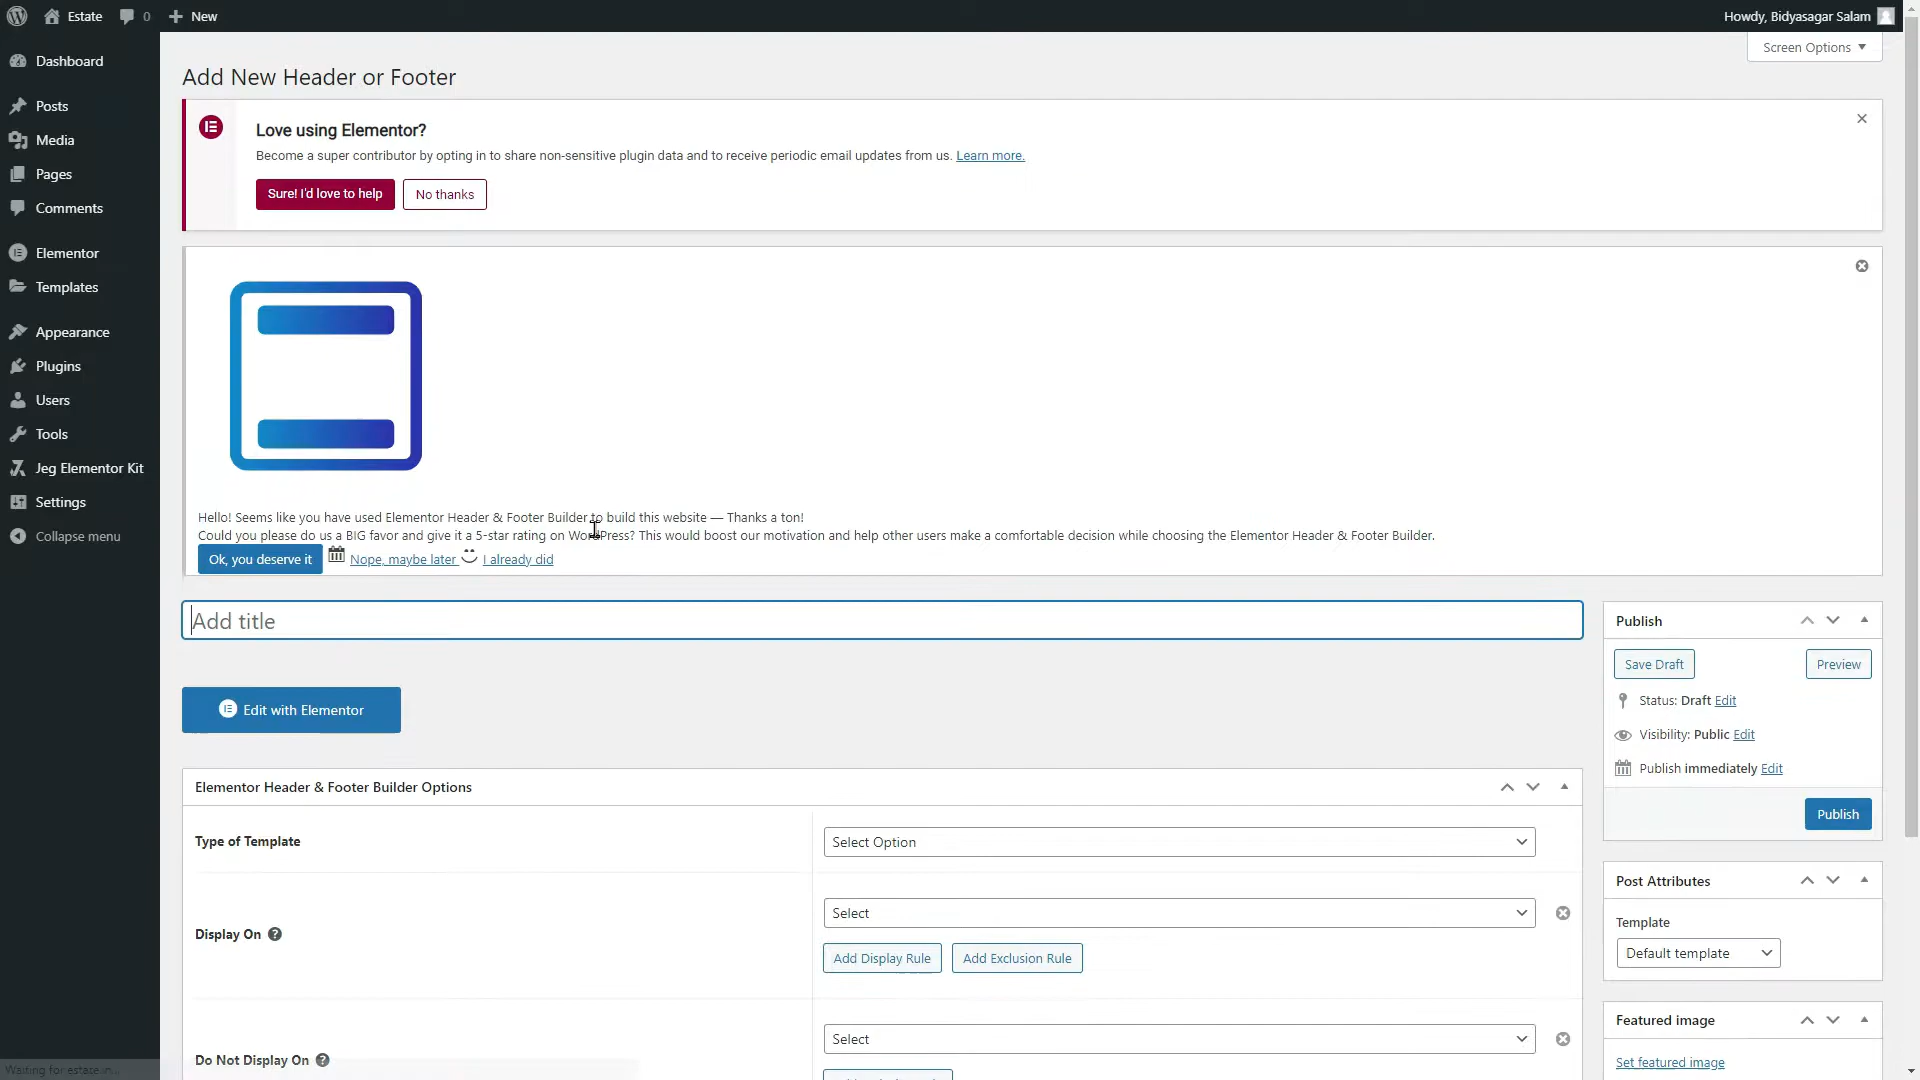 Estate
0
New
Howdy, Bidyasagar Salam
Screen Options
Dashboard
Posts
Media
Pages
Comments
Elementor
Templates
Appearance
Plugins
Users
Tools
Jeg Elementor Kit
Settings
Collapse menu
Add New Header or Footer
Love using Elementor?
Become a super contributor by opting in to share non-sensitive plugin data and to receive periodic email updates from us. Learn more.
Sure! I'd love to help
No thanks
Hello! Seems like you have used Elementor Header & Footer Builder to build this website — Thanks a ton!
Could you please do us a BIG favor and give it a 5-star rating on WordPress? This would boost our motivation and help other users make a comfortable decision while choosing the Elementor Header & Footer Builder.
Ok, you deserve it
Nope, maybe later
I already did
Add title
Edit with Elementor
Elementor Header & Footer Builder Options
Type of Template
Select Option
Display On
Select
Add Display Rule
Add Exclusion Rule
Do Not Display On
Select
Publish
Save Draft
Preview
Status: Draft Edit
Visibility: Public Edit
Publish immediately Edit
Publish
Post Attributes
Template
Default template
Featured image
Set featured image